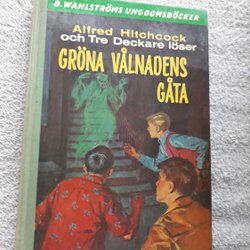 B. WAHLSTRÖMS UNGDOMSBÖCKER
Alfred Hitchcock
och Tre Deckare löser
GRÖNA VÅLNADENS
GÅTA